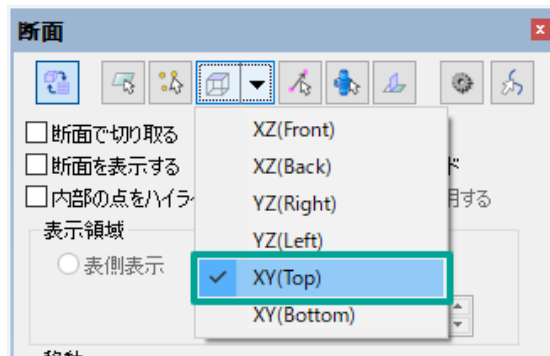 断面
断面で切り取る
XZ(Front)
断面を表示する
XZ(Back)
ド
内部の点をハイラ
YZ(Right)
用する
表示領域
YZ(Left)
表側表示
XY(Top)
XY(Bottom)